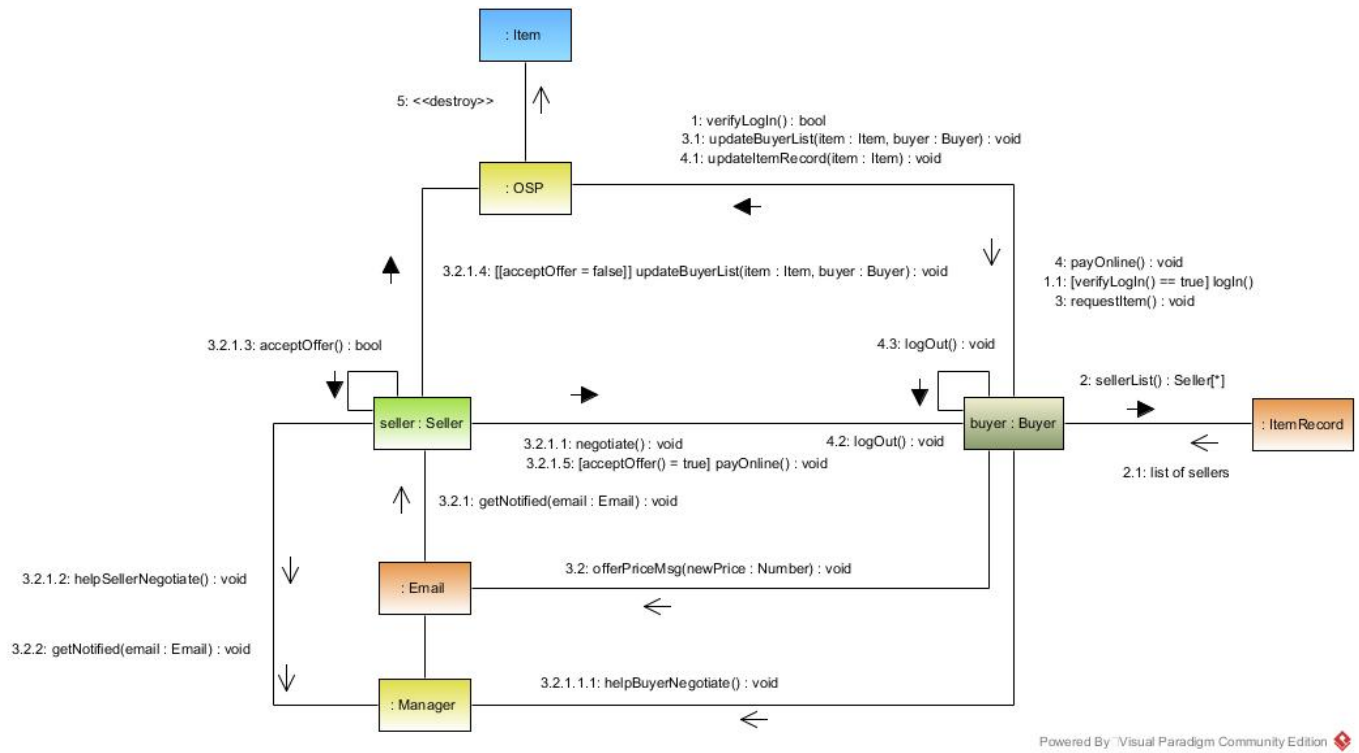 : Item
5: <<destroy>>
1: verifyLogIn() : bool
3.1: updateBuyerList(item : Item, buyer : Buyer) : void
4.1: updateItemRecord(item : Item) : void
: OSP
3.2.1.4: [[acceptOffer = false]] updateBuyerList(item : Item, buyer : Buyer) : void
4: payOnline() : void
1.1: [verifyLogIn() == true] logIn()
3: requestItem() : void
3.2.1.3: acceptOffer() : bool
4.3: logOut() : void
2: sellerList() : Seller[*]
seller : Seller
buyer : Buyer
: ItemRecord
3.2.1.1: negotiate() : void
4.2: logOut() : void
3.2.1.5: [acceptOffer() = true] payOnline() : void
2.1: list of sellers
3.2.1: getNotified(email : Email) : void
3.2.1.2: helpSellerNegotiate() : void
3.2: offerPriceMsg(newPrice : Number) : void
: Email
3.2.2: getNotified(email : Email) : void
3.2.1.1.1: helpBuyerNegotiate() : void
: Manager
Powered By Visual Paradigm Community Edition